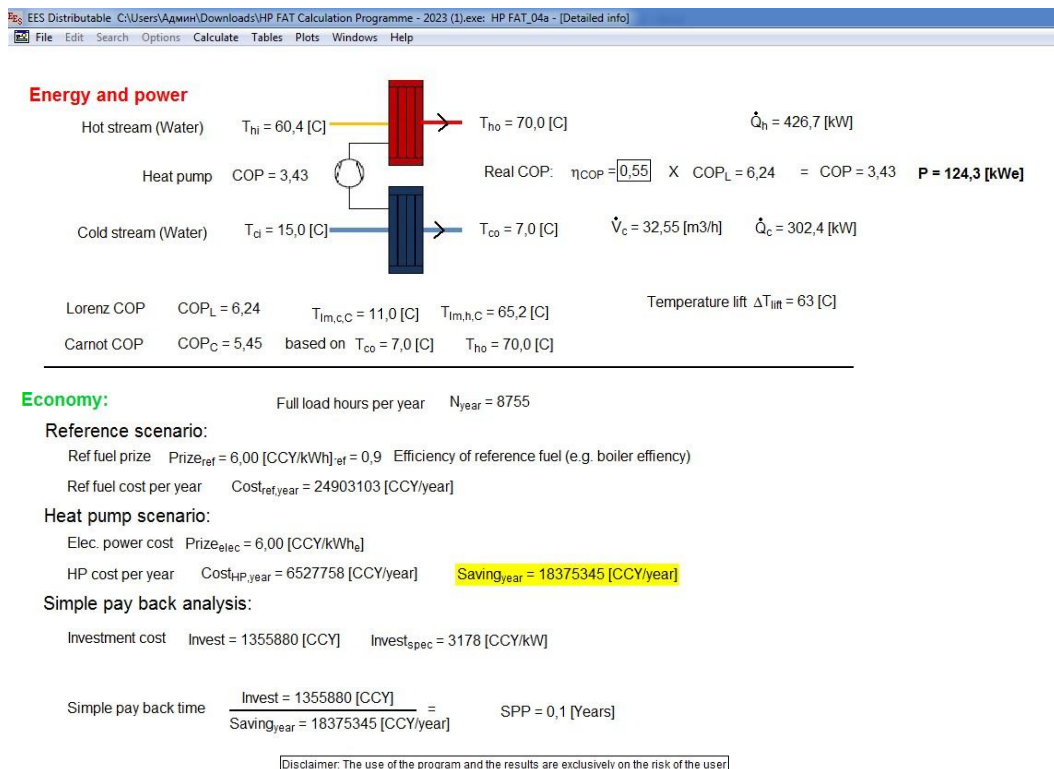 EES Distributable C:\Users\Админ\Downloads\HP FAT Calculation Programme - 2023 (1).exe: HP FAT_04a - [Detailed info]
File Edit Search Options Calculate Tables Plots Windows Help
Energy and power
Hot stream (Water) Thi = 60,4 [C] Tho = 70,0 [C] Q̇h = 426,7 [kW]
Heat pump COP = 3,43 Real COP: ηCOP = 0,55 X COPL = 6,24 = COP = 3,43 P = 124,3 [kWe]
Cold stream (Water) Tci = 15,0 [C] Tco = 7,0 [C] V̇c = 32,55 [m3/h] Q̇c = 302,4 [kW]
Lorenz COP COPL = 6,24 Tlm,c,C = 11,0 [C] Tlm,h,C = 65,2 [C] Temperature lift ΔTlift = 63 [C]
Carnot COP COPC = 5,45 based on Tco = 7,0 [C] Tho = 70,0 [C]
Economy: Full load hours per year Nyear = 8755
Reference scenario:
Ref fuel prize Prizeref = 6,00 [CCY/kWh] ref = 0,9 Efficiency of reference fuel (e.g. boiler effiency)
Ref fuel cost per year Costref,year = 24903103 [CCY/year]
Heat pump scenario:
Elec. power cost Prizeelec = 6,00 [CCY/kWhe]
HP cost per year CostHP,year = 6527758 [CCY/year] Savingyear = 18375345 [CCY/year]
Simple pay back analysis:
Investment cost Invest = 1355880 [CCY] Investspec = 3178 [CCY/kW]
Invest = 1355880 [CCY]
Simple pay back time = SPP = 0,1 [Years]
Savingyear = 18375345 [CCY/year]
Disclaimer: The use of the program and the results are exclusively on the risk of the user